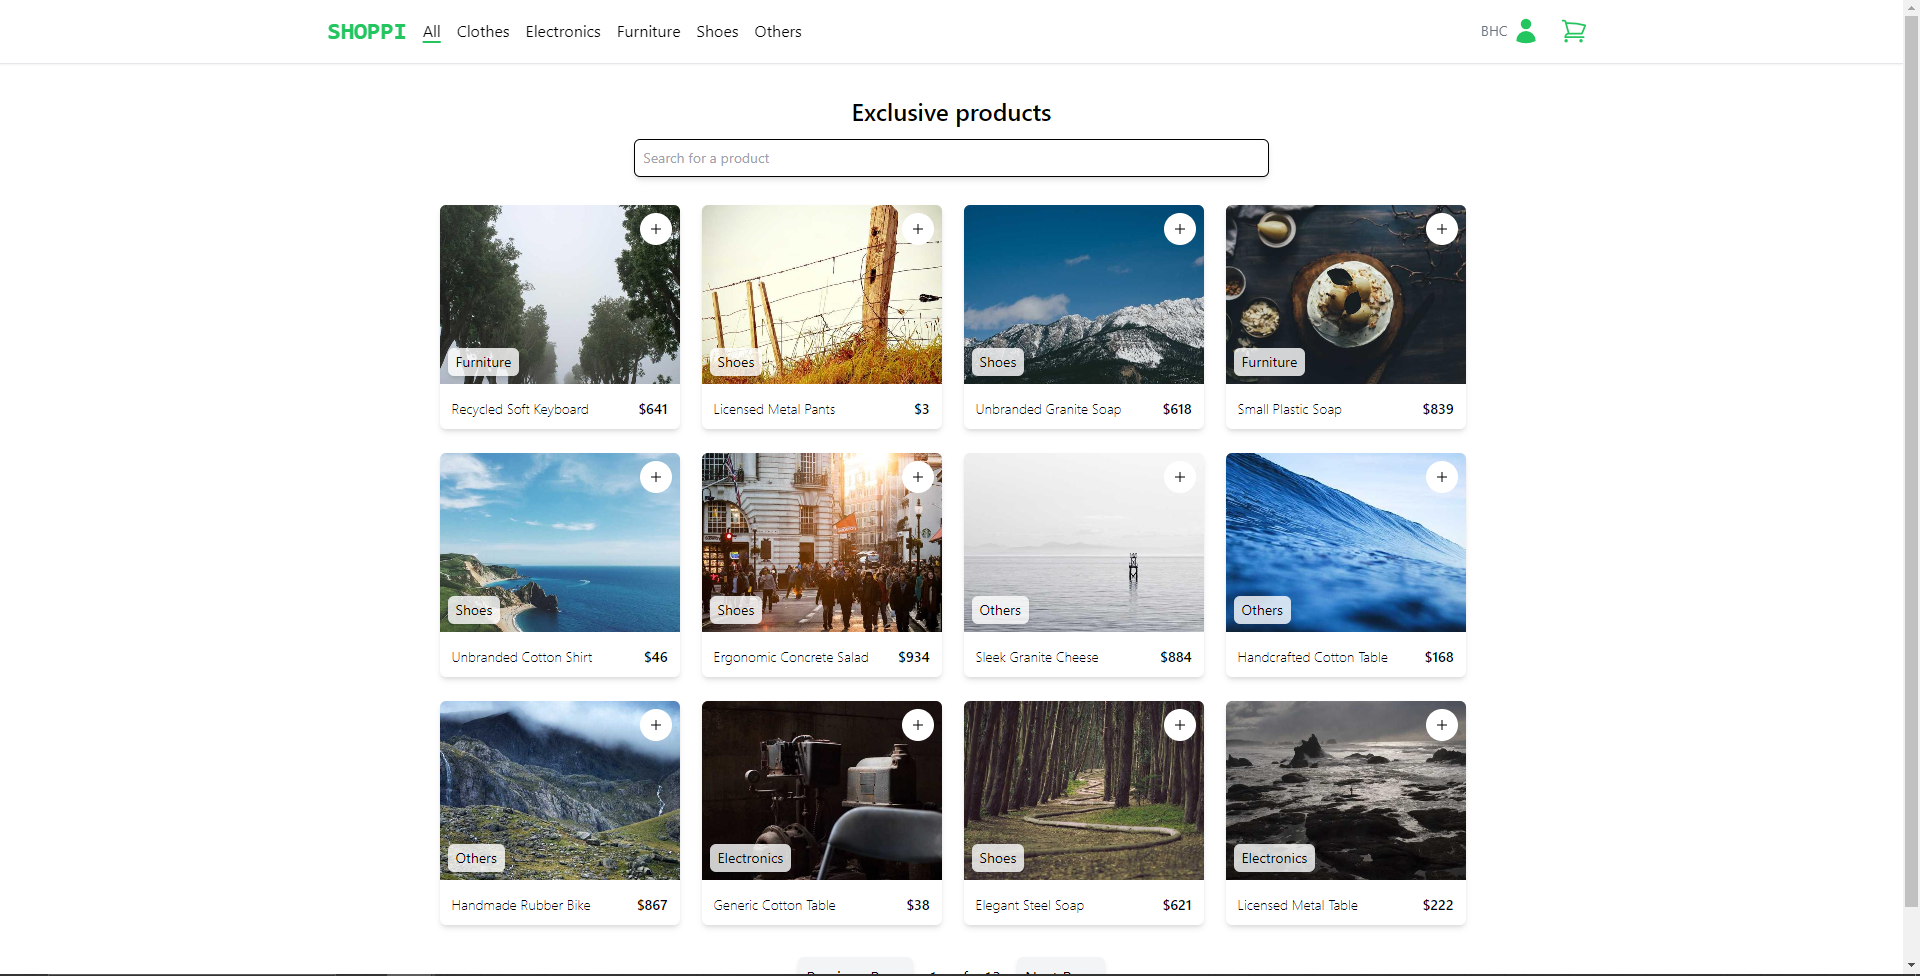 SHOPPI All Clothes Electronics Furniture Shoes Others BHC
Exclusive products
Search for a product
Furniture Shoes Shoes Furniture
Recycled Soft Keyboard $641 Licensed Metal Pants $3 Unbranded Granite Soap $618 Small Plastic Soap $839
Shoes Shoes Others Others
Unbranded Cotton Shirt $46 Ergonomic Concrete Salad $934 Sleek Granite Cheese $884 Handcrafted Cotton Table $168
Others Electronics Shoes Electronics
Handmade Rubber Bike $867 Generic Cotton Table $38 Elegant Steel Soap $621 Licensed Metal Table $222